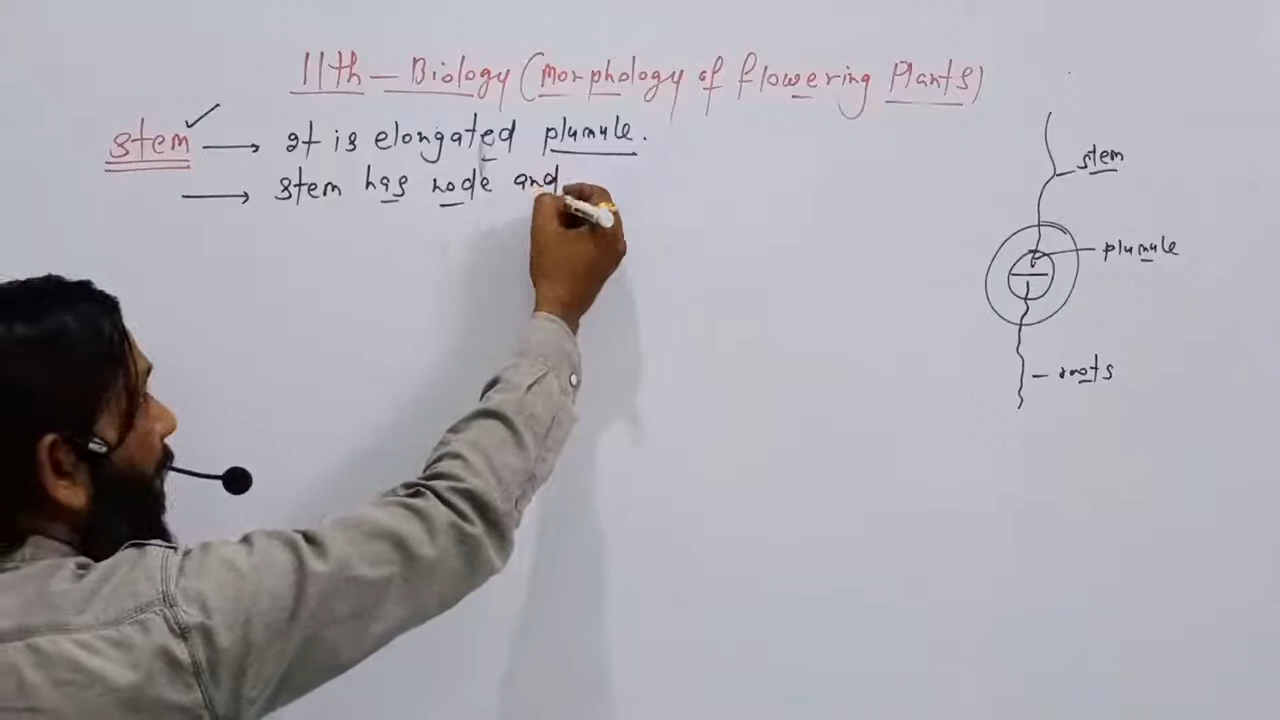 11th - Biology (Morphology of flowering Plants)
stem ✓ → It is elongated plumule.
→ stem has node and
stem
plumule
- roots